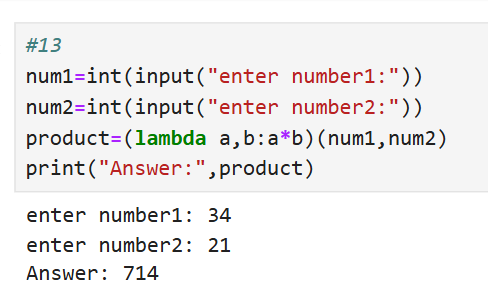 #13
num1=int(input("enter number1:"))
num2=int(input("enter number2:"))
product=(lambda a,b:a*b)(num1,num2)
print("Answer:",product)
enter number1: 34
enter number2: 21
Answer: 714